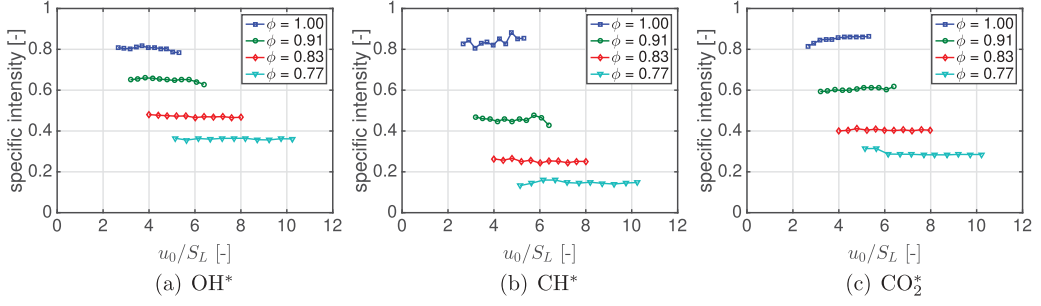 specific intensity [-]
1
0.8
0.6
0.4
0.2
0
ϕ = 1.00
ϕ = 0.91
ϕ = 0.83
ϕ = 0.77
0 2 4 6 8 10 12
u₀/S_L [-]
(a) OH*
specific intensity [-]
1
0.8
0.6
0.4
0.2
0
ϕ = 1.00
ϕ = 0.91
ϕ = 0.83
ϕ = 0.77
0 2 4 6 8 10 12
u₀/S_L [-]
(b) CH*
specific intensity [-]
1
0.8
0.6
0.4
0.2
0
ϕ = 1.00
ϕ = 0.91
ϕ = 0.83
ϕ = 0.77
0 2 4 6 8 10 12
u₀/S_L [-]
(c) CO₂*